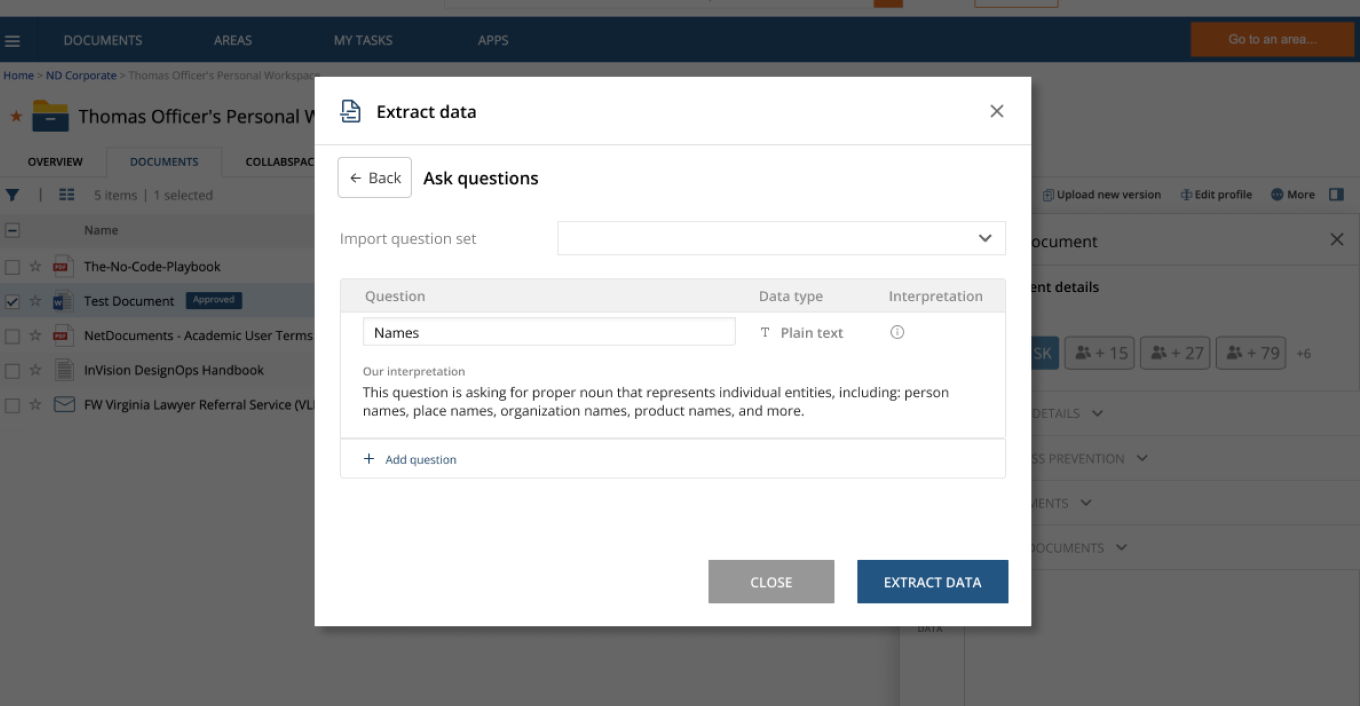 DOCUMENTS AREAS MY TASKS APPS Go to an area...
Home > ND Corporate > Thomas Officer's Personal Workspace
Thomas Officer's Personal W
OVERVIEW DOCUMENTS COLLABSPAC
5 items | 1 selected
Upload new version Edit profile More
Name
The-No-Code-Playbook
Test Document Approved
NetDocuments - Academic User Terms
InVision DesignOps Handbook
FW Virginia Lawyer Referral Service (VL
Extract data
← Back Ask questions
Import question set
Question Data type Interpretation
Names T Plain text
Our interpretation
This question is asking for proper noun that represents individual entities, including: person
names, place names, organization names, product names, and more.
+ Add question
CLOSE EXTRACT DATA
ocument
ent details
SK + 15 + 27 + 79 +6
DETAILS
SS PREVENTION
MENTS
DOCUMENTS
DATA